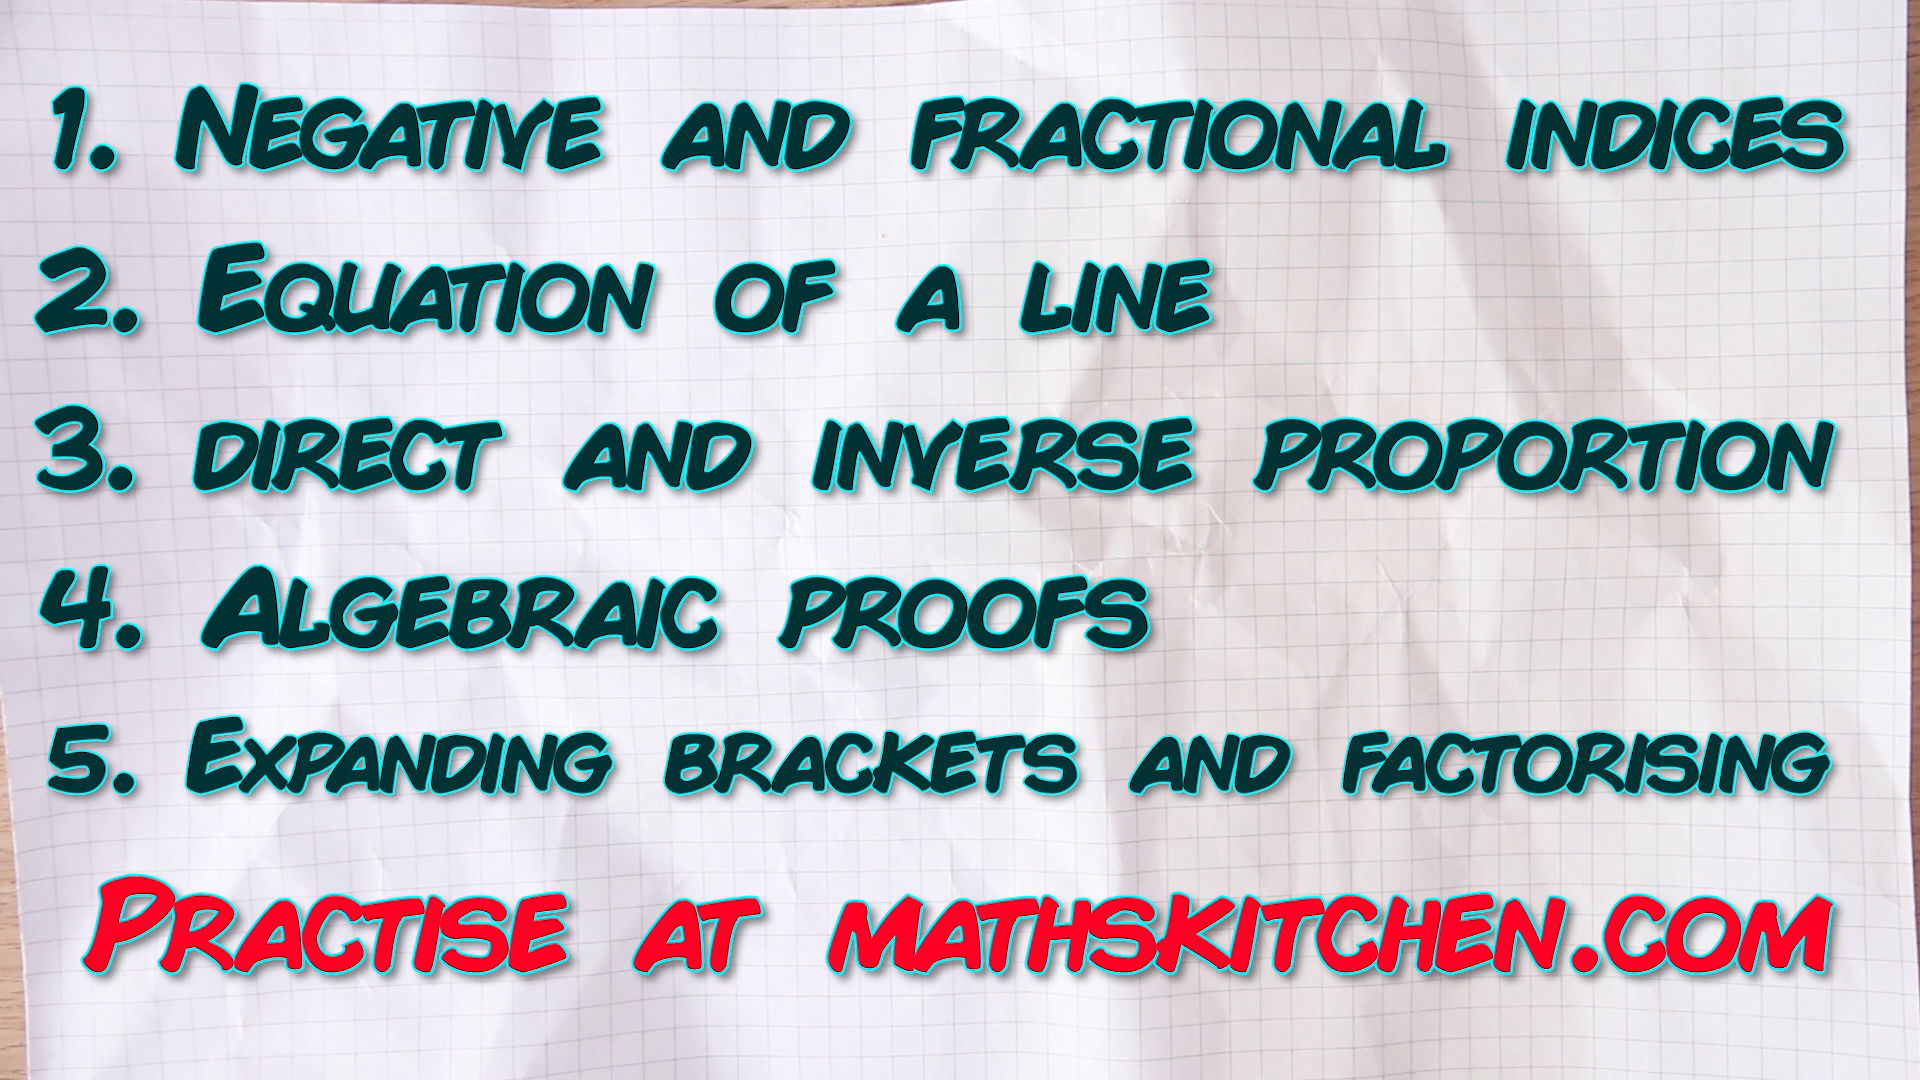 1. Negative and fractional indices
2. Equation of a line
3. direct and inverse proportion
4. Algebraic proofs
5. Expanding brackets and factorising
Practise at mathskitchen.com